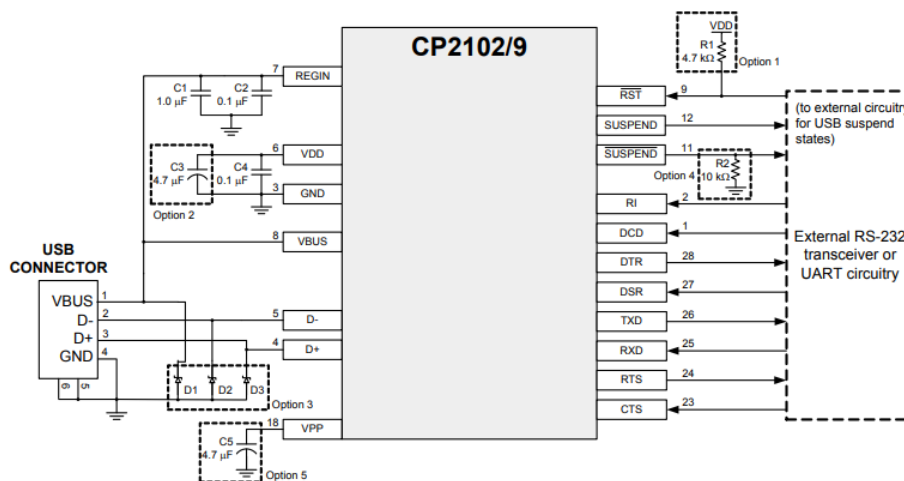 CP2102/9
VDD
R1
4.7 kΩ
Option 1
7
REGIN
C1
1.0 µF
C2
0.1 µF
9
RST
(to external circuitry
for USB suspend
states)
12
SUSPEND
11
SUSPEND
R2
10 kΩ
Option 4
6
VDD
C3
4.7 µF
C4
0.1 µF
3
GND
Option 2
2
RI
1
DCD
8
VBUS
External RS-232
transceiver or
UART circuitry
28
DTR
27
DSR
26
TXD
25
RXD
24
RTS
23
CTS
USB
CONNECTOR
VBUS
1
D-
2
D+
3
GND
4
6
5
5
D-
4
D+
D1
D2
D3
Option 3
18
VPP
C5
4.7 µF
Option 5